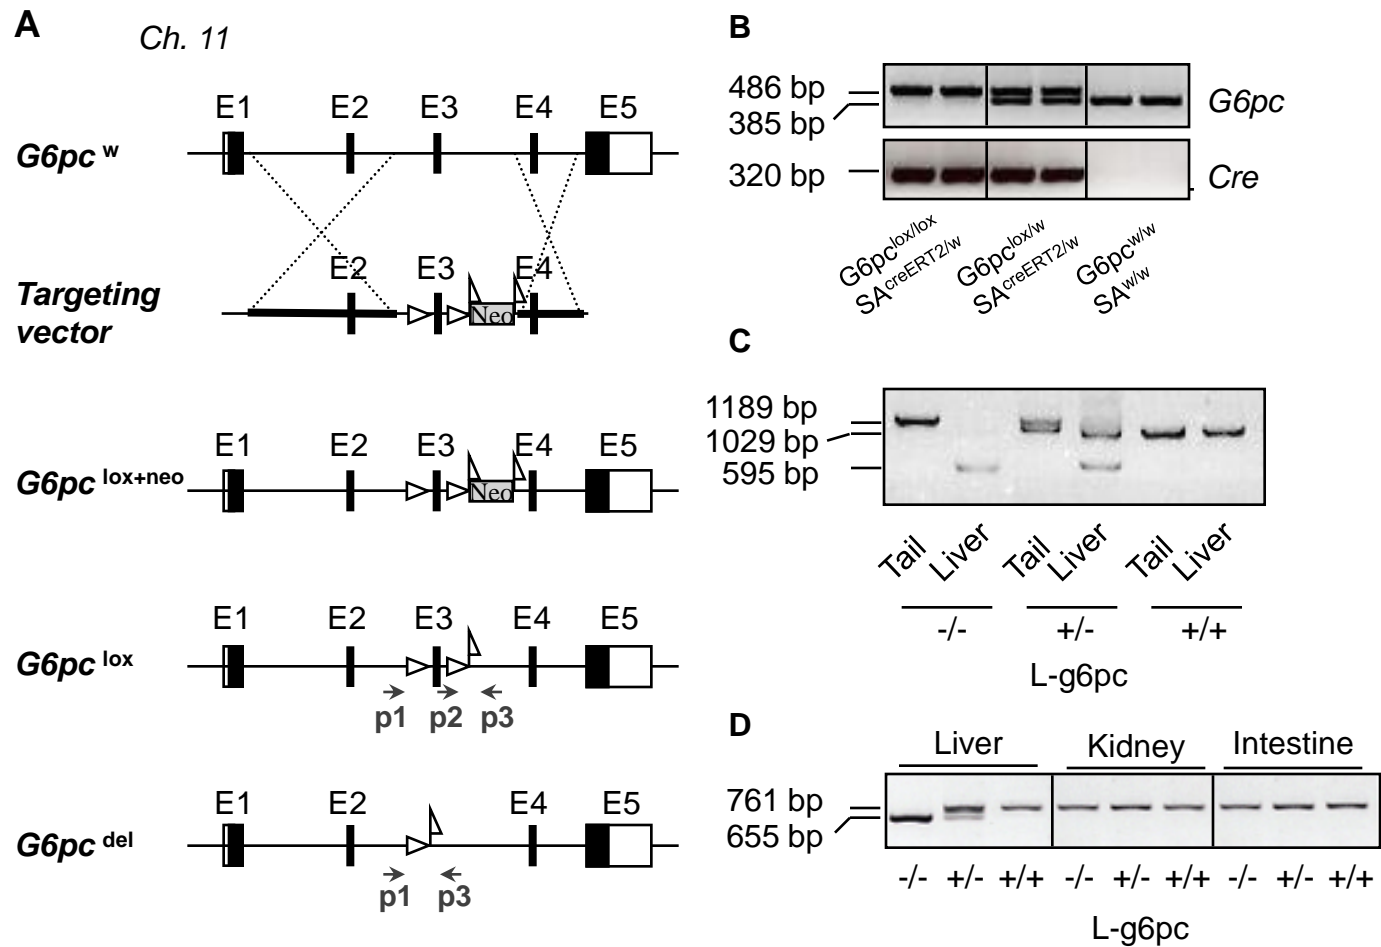 A
Ch. 11
E1 E2 E3 E4 E5
G6pc w
E2 E3 E4
Targeting
vector
Neo
E1 E2 E3 E4 E5
G6pc lox+neo
Neo
E1 E2 E3 E4 E5
G6pc lox
p1 p2 p3
E1 E2 E4 E5
G6pc del
p1 p3
B
486 bp
385 bp
G6pc
320 bp
Cre
G6pclox/lox
SAcreERT2/w
G6pclox/w
SAcreERT2/w
G6pcw/w
SAw/w
C
1189 bp
1029 bp
595 bp
Tail Liver Tail Liver Tail Liver
-/- +/- +/+
L-g6pc
D
Liver Kidney Intestine
761 bp
655 bp
-/- +/- +/+ -/- +/- +/+ -/- +/- +/+
L-g6pc